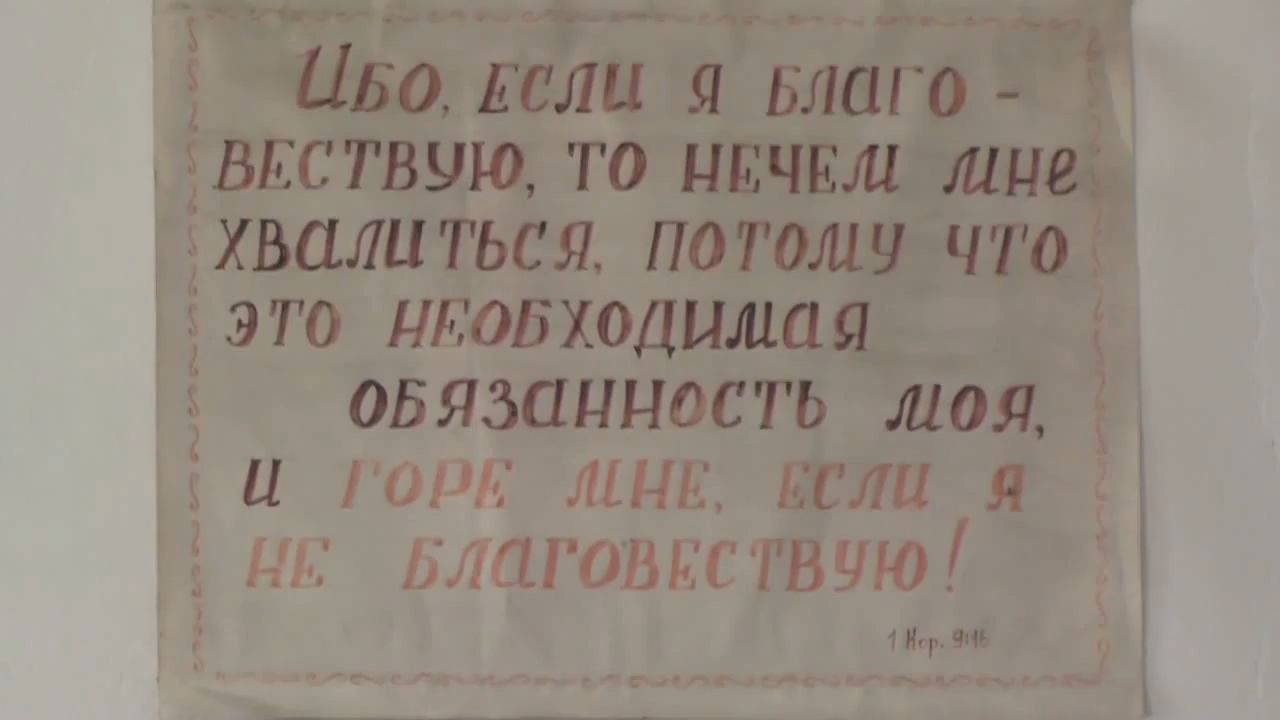 Ибо, если я благо -
вествую, то нечем мне
хвалиться, потому что
это необходимая
обязанность моя,
и горе мне, если я
не благовествую!
1 Кор. 9:16